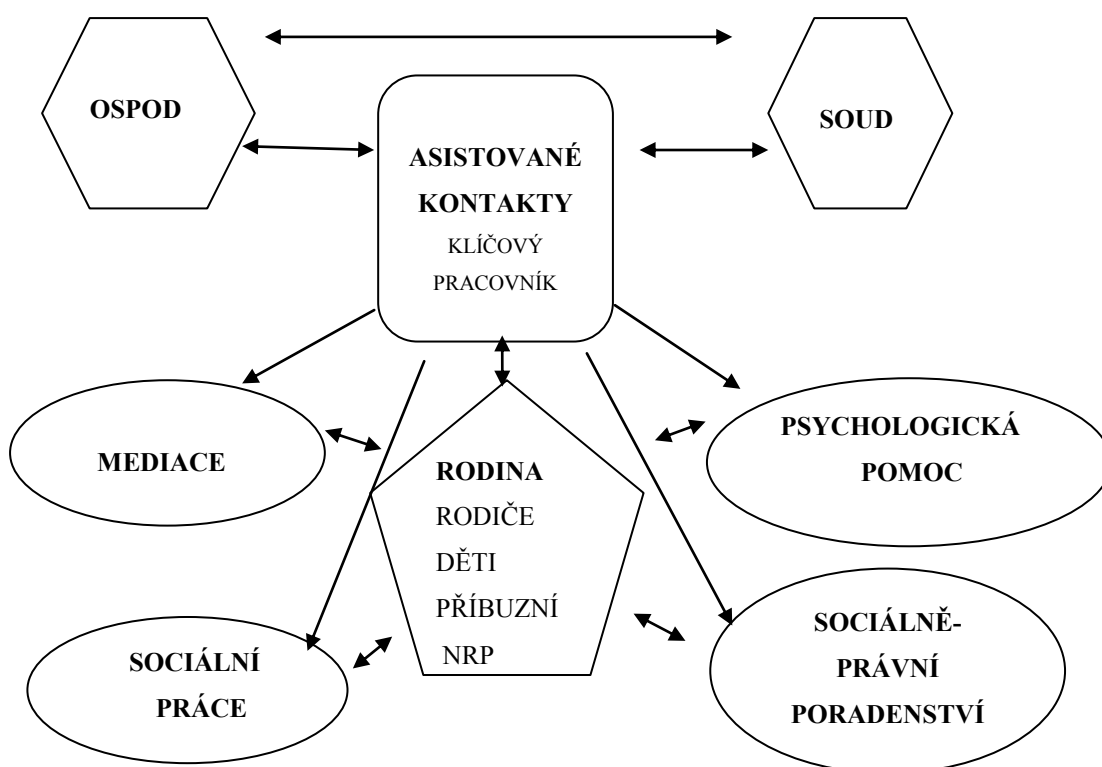 OSPOD
SOUD
ASISTOVANÉ
KONTAKTY
KLÍČOVÝ
PRACOVNÍK
MEDIACE
RODINA
RODIČE
DĚTI
PŘÍBUZNÍ
NRP
PSYCHOLOGICKÁ
POMOC
SOCIÁLNÍ
PRÁCE
SOCIÁLNĚ-
PRÁVNÍ
PORADENSTVÍ